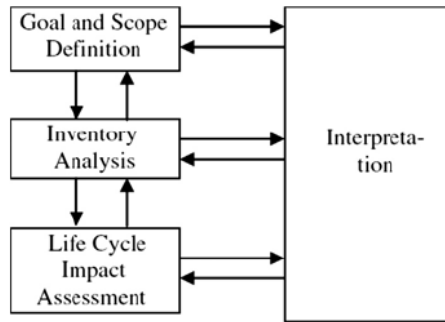 Goal and Scope
Definition
Inventory
Analysis
Interpreta-
tion
Life Cycle
Impact
Assessment